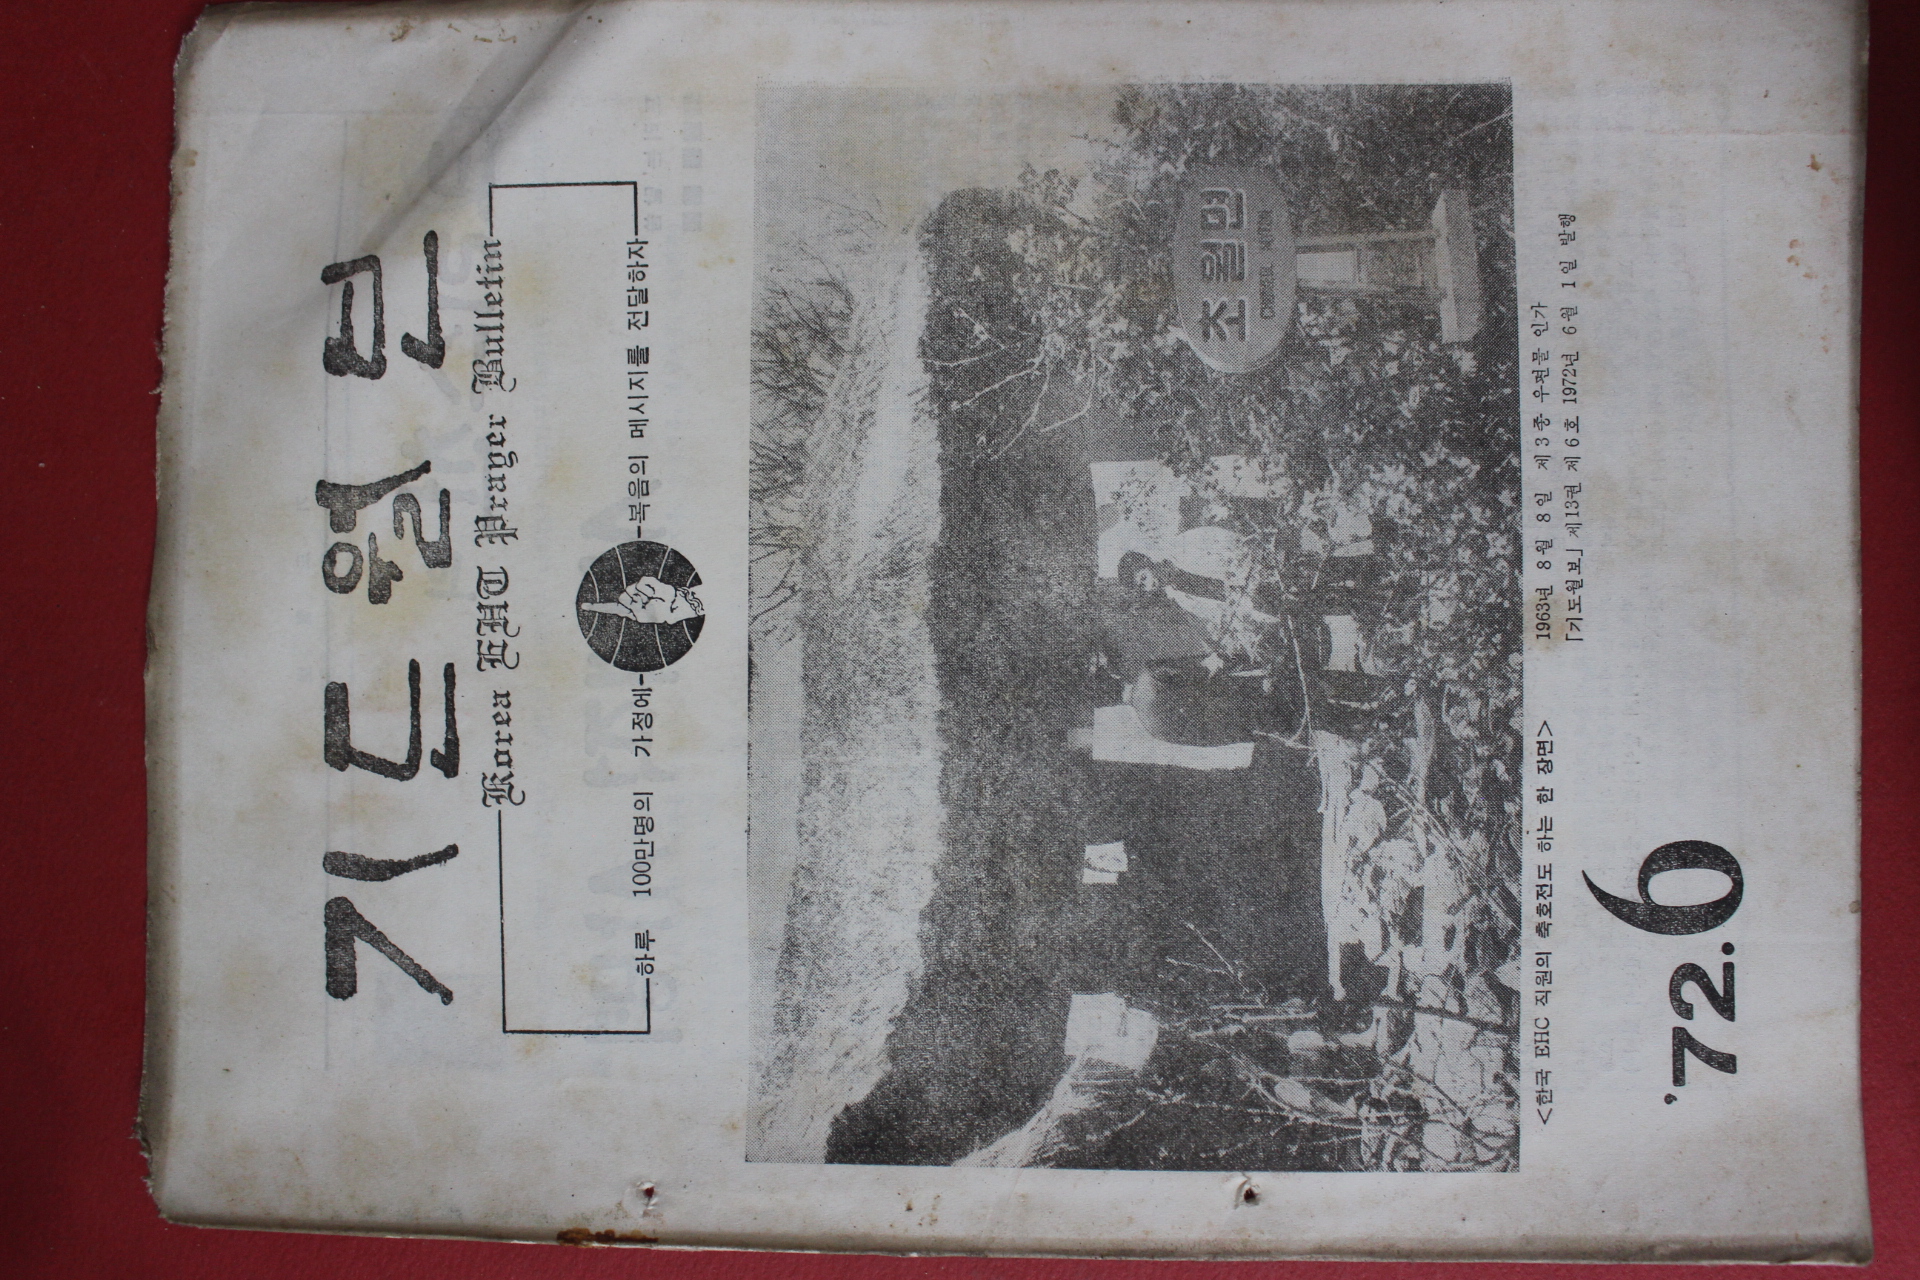 기도월보
Korea EHC Prayer Bulletin
하루 100만명의 가정에 복음의 메시지를 전달하자
초월면
CHOWEOL MYEON
<한국 EHC 직원의 축호전도 하는 한 장면>
1963년 8월 8일 제3종 우편물 인가
「기도월보」 제13권 제6호 1972년 6월 1일 발행
'72.6